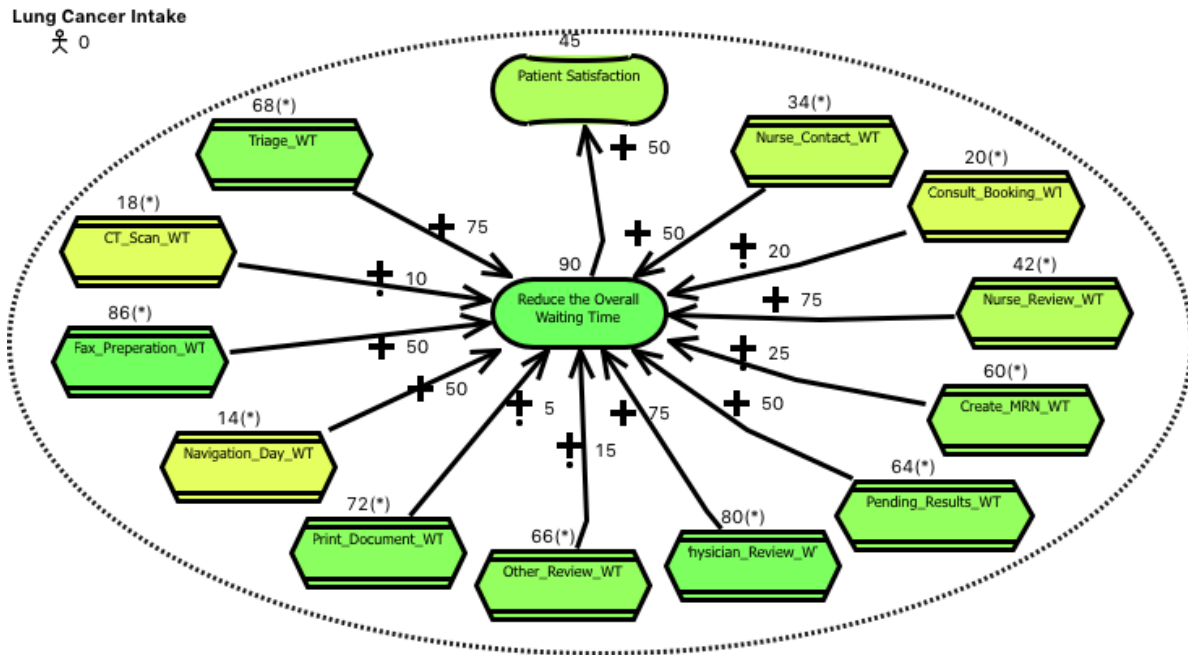 Lung Cancer Intake
0
45
Patient Satisfaction
50
68(*)
Triage_WT
75
34(*)
Nurse_Contact_WT
50
20(*)
Consult_Booking_WT
20
18(*)
CT_Scan_WT
10
90
Reduce the Overall
Waiting Time
42(*)
Nurse_Review_WT
75
86(*)
Fax_Preperation_WT
50
25
60(*)
Create_MRN_WT
14(*)
Navigation_Day_WT
50
5
15
75
50
64(*)
Pending_Results_WT
72(*)
Print_Document_WT
66(*)
Other_Review_WT
80(*)
hysician_Review_W